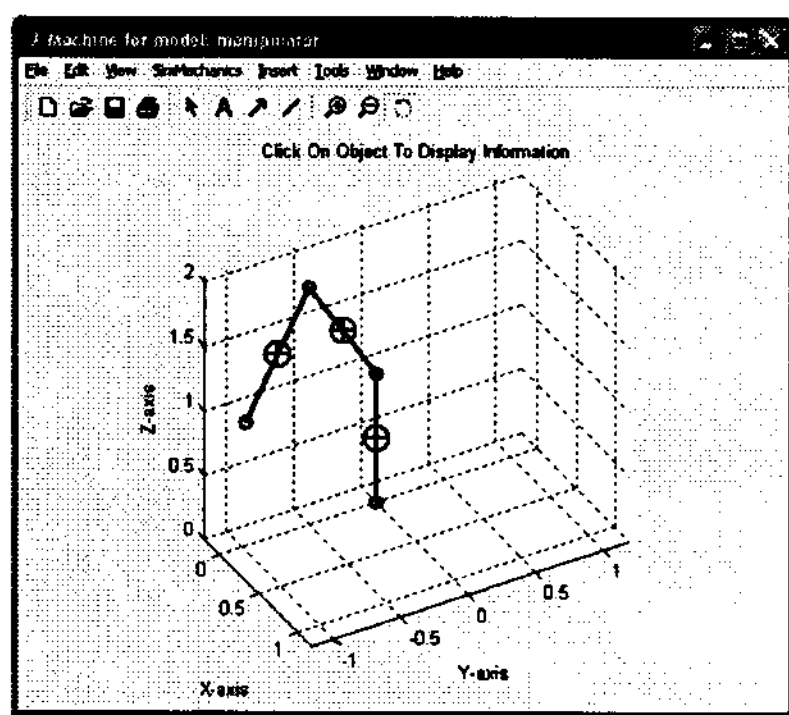 Machine for model: manipulator
File Edit View SimMechanics Insert Tools Window Help
A
Click On Object To Display Information
2
1.5
1
0.5
0
Z-axis
0
0.5
1
X-axis
-1
-0.5
0
0.5
1
Y-axis